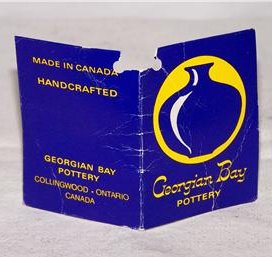 MADE IN CANADA
HANDCRAFTED
GEORGIAN BAY
POTTERY
COLLINGWOOD • ONTARIO
CANADA
Georgian Bay
POTTERY